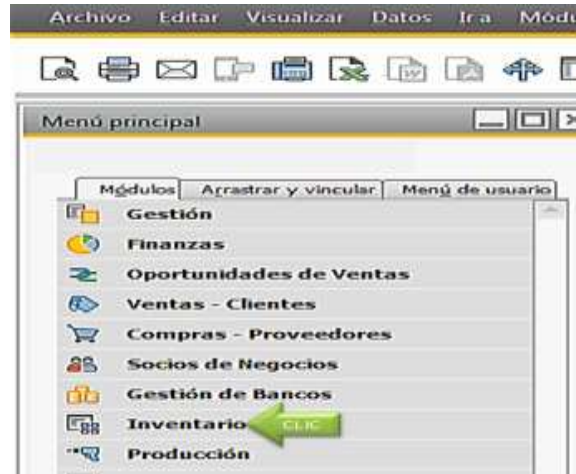 Archivo Editar Visualizar Datos Ir a Módu
Menú principal
Módulos Arrastrar y vincular Menú de usuario
Gestión
Finanzas
Oportunidades de Ventas
Ventas - Clientes
Compras - Proveedores
Socios de Negocios
Gestión de Bancos
Inventario CLIC
Producción